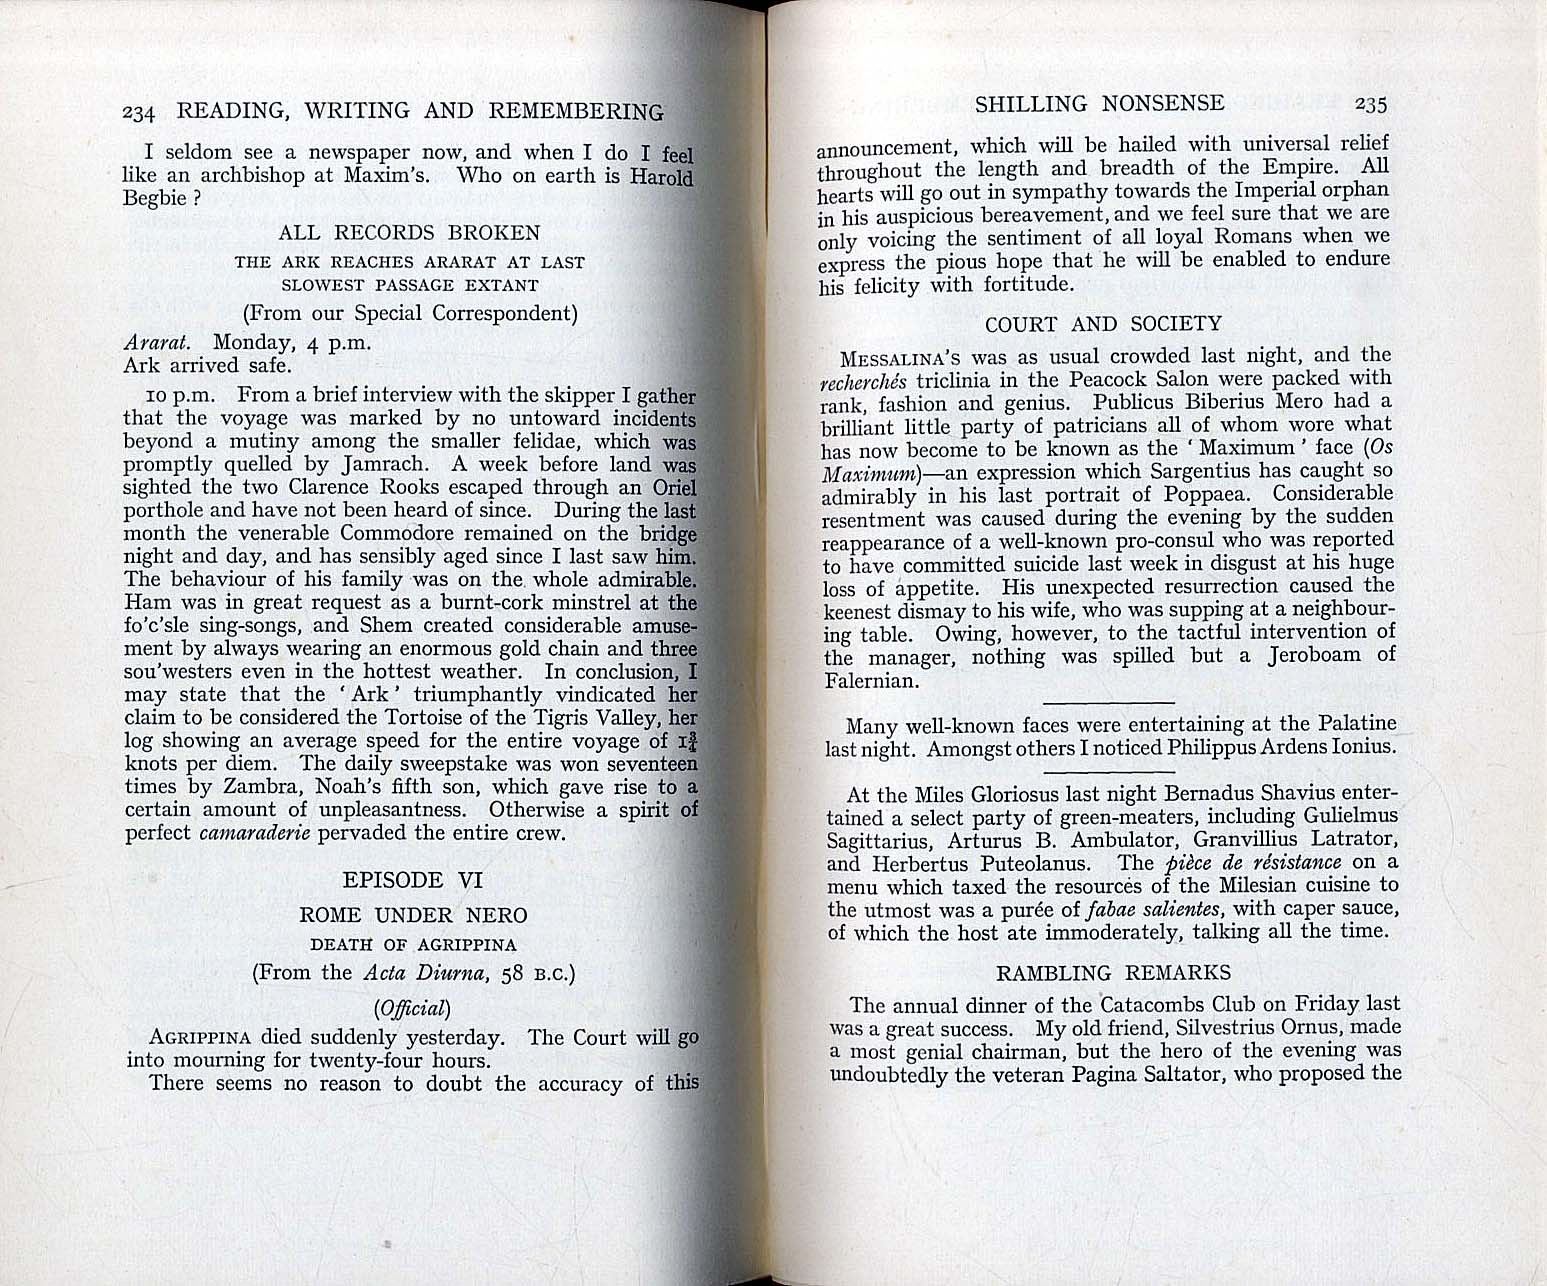 234 READING, WRITING AND REMEMBERING
I seldom see a newspaper now, and when I do I feel
like an archbishop at Maxim's. Who on earth is Harold
Begbie ?
ALL RECORDS BROKEN
THE ARK REACHES ARARAT AT LAST
SLOWEST PASSAGE EXTANT
(From our Special Correspondent)
Ararat. Monday, 4 p.m.
Ark arrived safe.
10 p.m. From a brief interview with the skipper I gather
that the voyage was marked by no untoward incidents
beyond a mutiny among the smaller felidae, which was
promptly quelled by Jamrach. A week before land was
sighted the two Clarence Rooks escaped through an Oriel
porthole and have not been heard of since. During the last
month the venerable Commodore remained on the bridge
night and day, and has sensibly aged since I last saw him.
The behaviour of his family was on the whole admirable.
Ham was in great request as a burnt-cork minstrel at the
fo'c'sle sing-songs, and Shem created considerable amuse-
ment by always wearing an enormous gold chain and three
sou'westers even in the hottest weather. In conclusion, I
may state that the ‘ Ark ’ triumphantly vindicated her
claim to be considered the Tortoise of the Tigris Valley, her
log showing an average speed for the entire voyage of 1¾
knots per diem. The daily sweepstake was won seventeen
times by Zambra, Noah's fifth son, which gave rise to a
certain amount of unpleasantness. Otherwise a spirit of
perfect camaraderie pervaded the entire crew.
EPISODE VI
ROME UNDER NERO
DEATH OF AGRIPPINA
(From the Acta Diurna, 58 B.C.)
(Official)
AGRIPPINA died suddenly yesterday. The Court will go
into mourning for twenty-four hours.
There seems no reason to doubt the accuracy of this
SHILLING NONSENSE 235
announcement, which will be hailed with universal relief
throughout the length and breadth of the Empire. All
hearts will go out in sympathy towards the Imperial orphan
in his auspicious bereavement, and we feel sure that we are
only voicing the sentiment of all loyal Romans when we
express the pious hope that he will be enabled to endure
his felicity with fortitude.
COURT AND SOCIETY
MESSALINA'S was as usual crowded last night, and the
recherchés triclinia in the Peacock Salon were packed with
rank, fashion and genius. Publicus Biberius Mero had a
brilliant little party of patricians all of whom wore what
has now become to be known as the ‘ Maximum ’ face (Os
Maximum)—an expression which Sargentius has caught so
admirably in his last portrait of Poppaea. Considerable
resentment was caused during the evening by the sudden
reappearance of a well-known pro-consul who was reported
to have committed suicide last week in disgust at his huge
loss of appetite. His unexpected resurrection caused the
keenest dismay to his wife, who was supping at a neighbour-
ing table. Owing, however, to the tactful intervention of
the manager, nothing was spilled but a Jeroboam of
Falernian.
Many well-known faces were entertaining at the Palatine
last night. Amongst others I noticed Philippus Ardens Ionius.
At the Miles Gloriosus last night Bernadus Shavius enter-
tained a select party of green-meaters, including Gulielmus
Sagittarius, Arturus B. Ambulator, Granvillius Latrator,
and Herbertus Puteolanus. The pièce de résistance on a
menu which taxed the resources of the Milesian cuisine to
the utmost was a purée of fabae salientes, with caper sauce,
of which the host ate immoderately, talking all the time.
RAMBLING REMARKS
The annual dinner of the Catacombs Club on Friday last
was a great success. My old friend, Silvestrius Ornus, made
a most genial chairman, but the hero of the evening was
undoubtedly the veteran Pagina Saltator, who proposed the